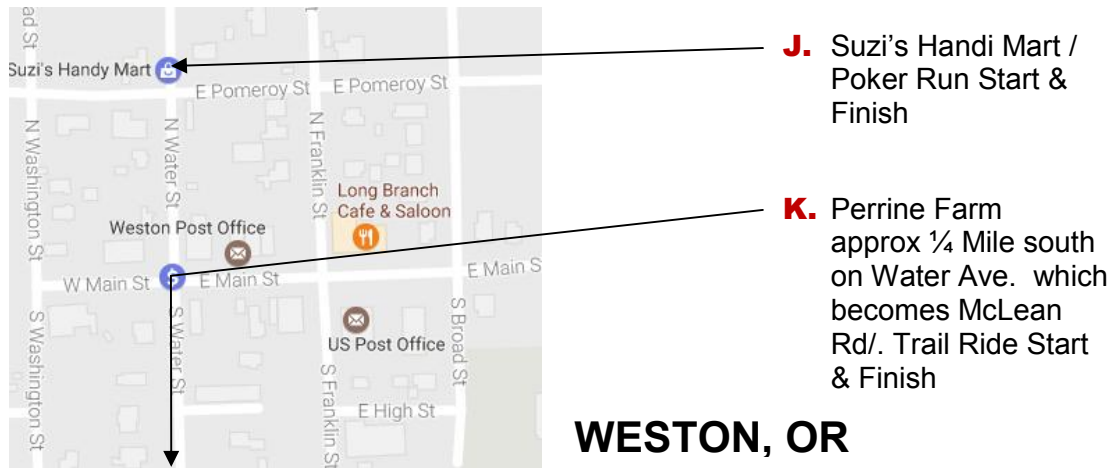 ad St
Suzi's Handy Mart
E Pomeroy St
E Pomeroy St
N Washington St
N Water St
N Franklin St
Long Branch
Cafe & Saloon
Weston Post Office
W Main St
E Main St
E Main S
S Washington St
S Water St
S Franklin St
S Broad St
US Post Office
E High St
J. Suzi's Handi Mart /
Poker Run Start &
Finish
K. Perrine Farm
approx ¼ Mile south
on Water Ave. which
becomes McLean
Rd/. Trail Ride Start
& Finish
WESTON, OR